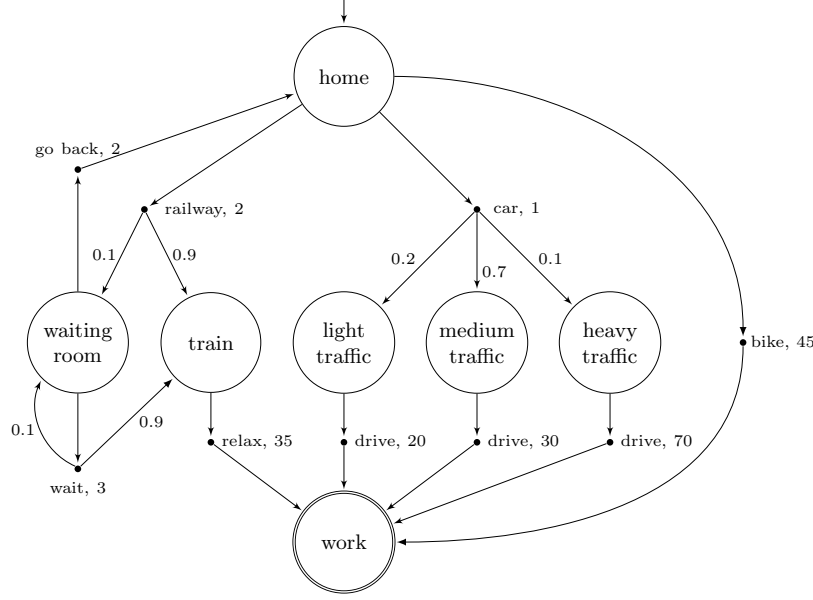 home
go back, 2
railway, 2
car, 1
0.1
0.9
0.2
0.7
0.1
waiting
room
train
light
traffic
medium
traffic
heavy
traffic
bike, 45
0.1
0.9
relax, 35
drive, 20
drive, 30
drive, 70
wait, 3
work